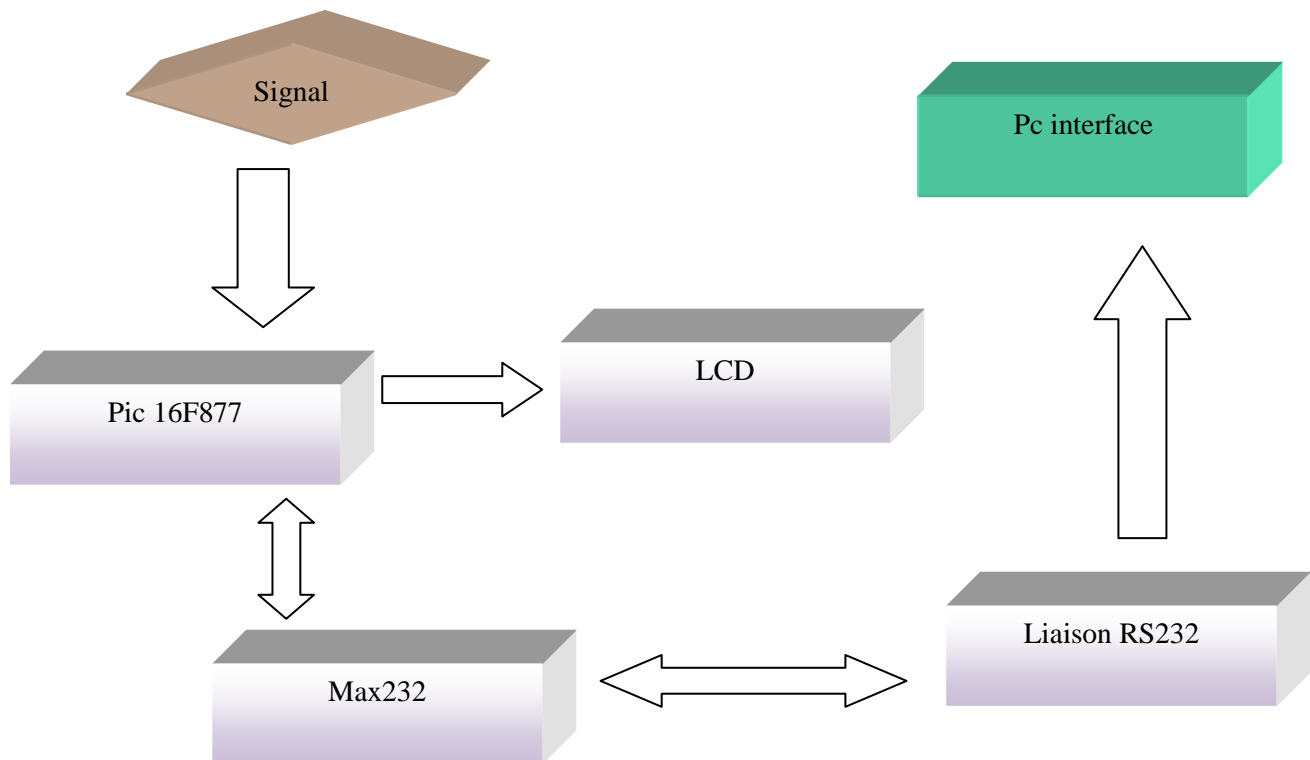 Signal
Pc interface
LCD
Pic 16F877
Liaison RS232
Max232